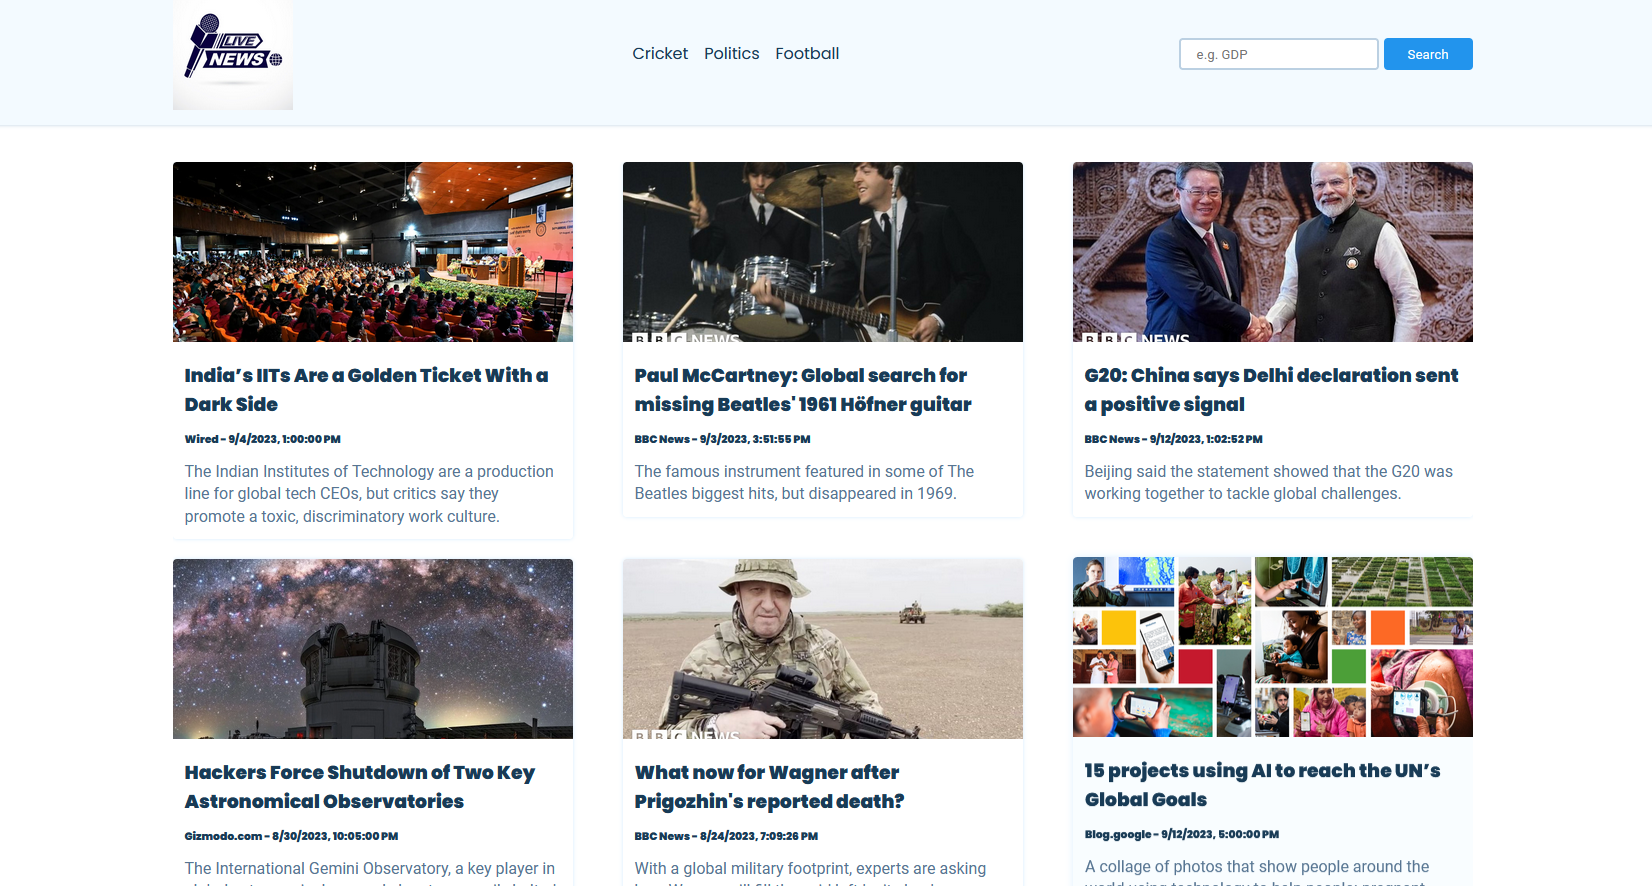 LIVE
NEWS
Cricket Politics Football
e.g. GDP
Search
BBC NEWS
BBC NEWS
India’s IITs Are a Golden Ticket With a
Dark Side
Wired - 9/4/2023, 1:00:00 PM
The Indian Institutes of Technology are a production
line for global tech CEOs, but critics say they
promote a toxic, discriminatory work culture.
Paul McCartney: Global search for
missing Beatles' 1961 Höfner guitar
BBC News - 9/3/2023, 3:51:55 PM
The famous instrument featured in some of The
Beatles biggest hits, but disappeared in 1969.
G20: China says Delhi declaration sent
a positive signal
BBC News - 9/12/2023, 1:02:52 PM
Beijing said the statement showed that the G20 was
working together to tackle global challenges.
BBC NEWS
Hackers Force Shutdown of Two Key
Astronomical Observatories
Gizmodo.com - 8/30/2023, 10:05:00 PM
The International Gemini Observatory, a key player in
What now for Wagner after
Prigozhin's reported death?
BBC News - 8/24/2023, 7:09:26 PM
With a global military footprint, experts are asking
15 projects using AI to reach the UN’s
Global Goals
Blog.google - 9/12/2023, 5:00:00 PM
A collage of photos that show people around the